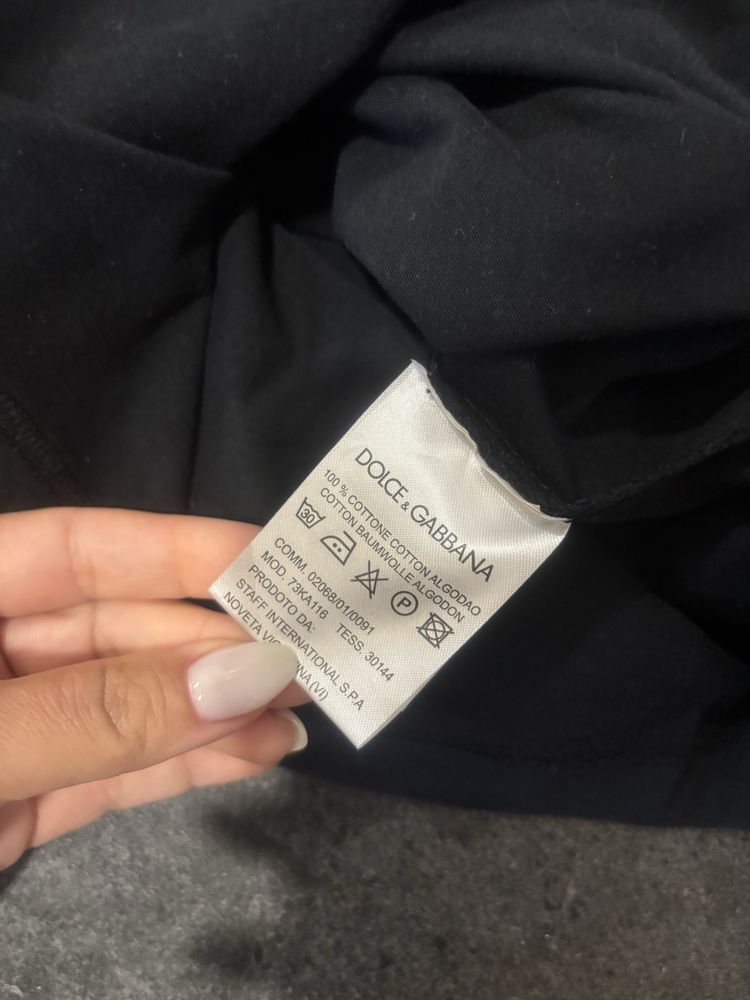 DOLCE & GABBANA
100 % COTTONE COTTON ALGODAO
COTTON BAUMWOLLE ALGODON
30 P
COMM. 02068/01/0091
MOD. 73KA116 TESS. 30144
PRODOTO DA:
STAFF INTERNATIONAL S.P.A
NOVETA (VI)